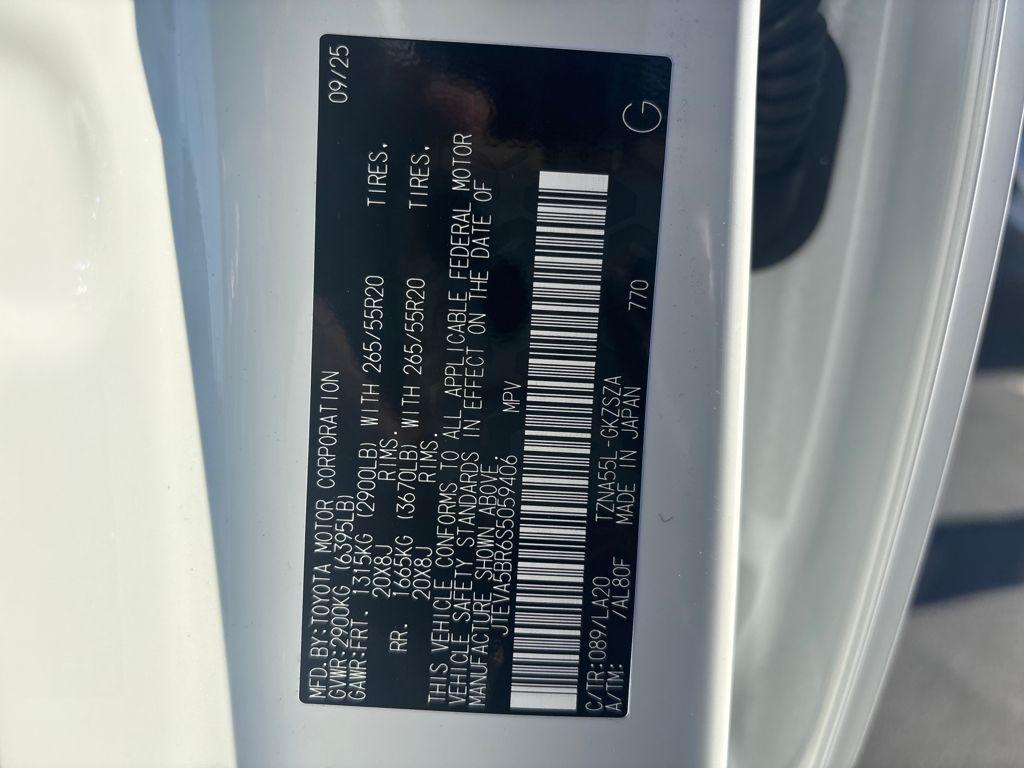 MFD.BY:TOYOTA MOTOR CORPORATION 09/25
GVWR:2900KG (6395LB)
GAWR:FRT. 1315KG (2900LB) WITH 265/55R20 TIRES.
20X8J RIMS.
RR. 1665KG (3670LB) WITH 265/55R20 TIRES.
20X8J RIMS.
THIS VEHICLE CONFORMS TO ALL APPLICABLE FEDERAL MOTOR
VEHICLE SAFETY STANDARDS IN EFFECT ON THE DATE OF
MANUFACTURE SHOWN ABOVE.
JTEVA5BR6S5059406 MPV
C/TR:089/LA20 TZNA55L-GKZSZA 770 G
A/TM: /AL80F MADE IN JAPAN